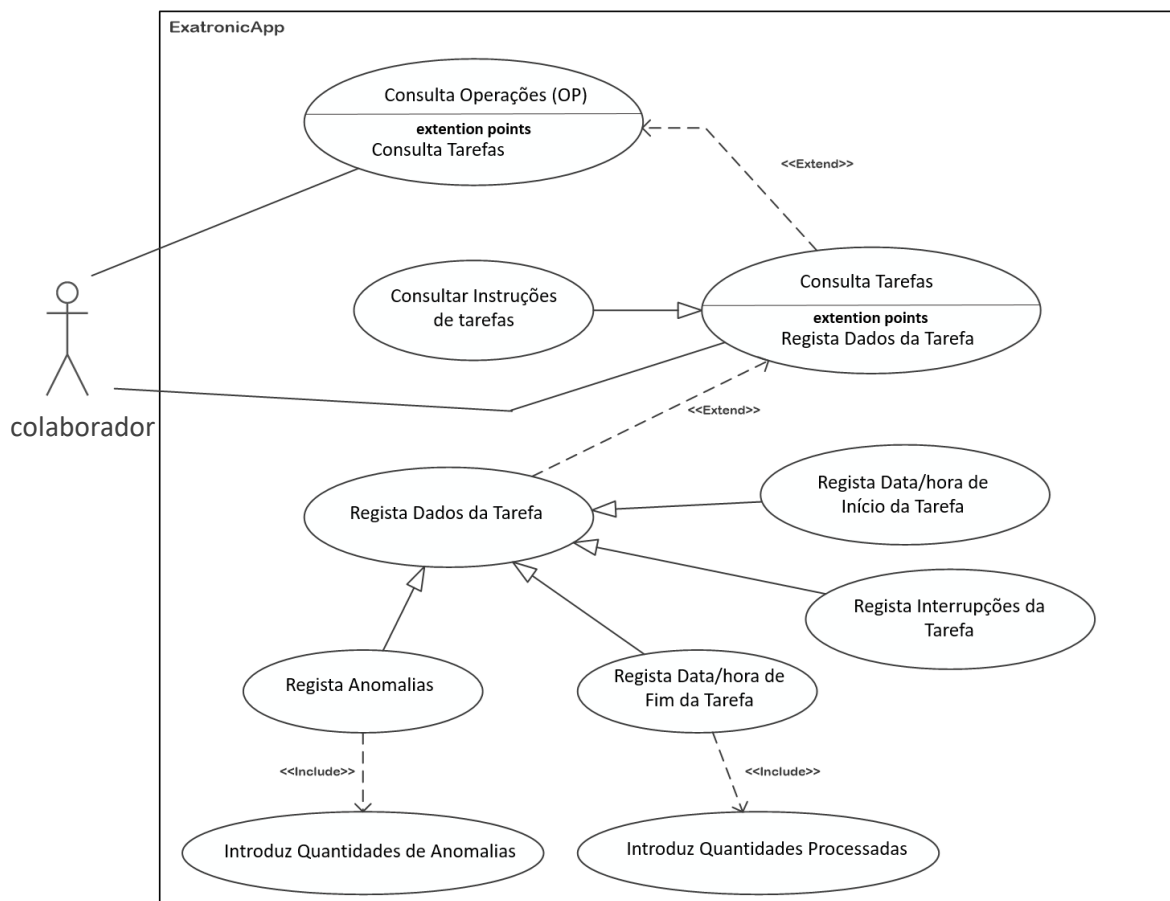 ExatronicApp
Consulta Operações (OP)
extention points
Consulta Tarefas
<<Extend>>
Consulta Tarefas
extention points
Regista Dados da Tarefa
Consultar Instruções
de tarefas
colaborador
<<Extend>>
Regista Dados da Tarefa
Regista Data/hora de
Início da Tarefa
Regista Interrupções da
Tarefa
Regista Anomalias
Regista Data/hora de
Fim da Tarefa
<<Include>>
<<Include>>
Introduz Quantidades de Anomalias
Introduz Quantidades Processadas